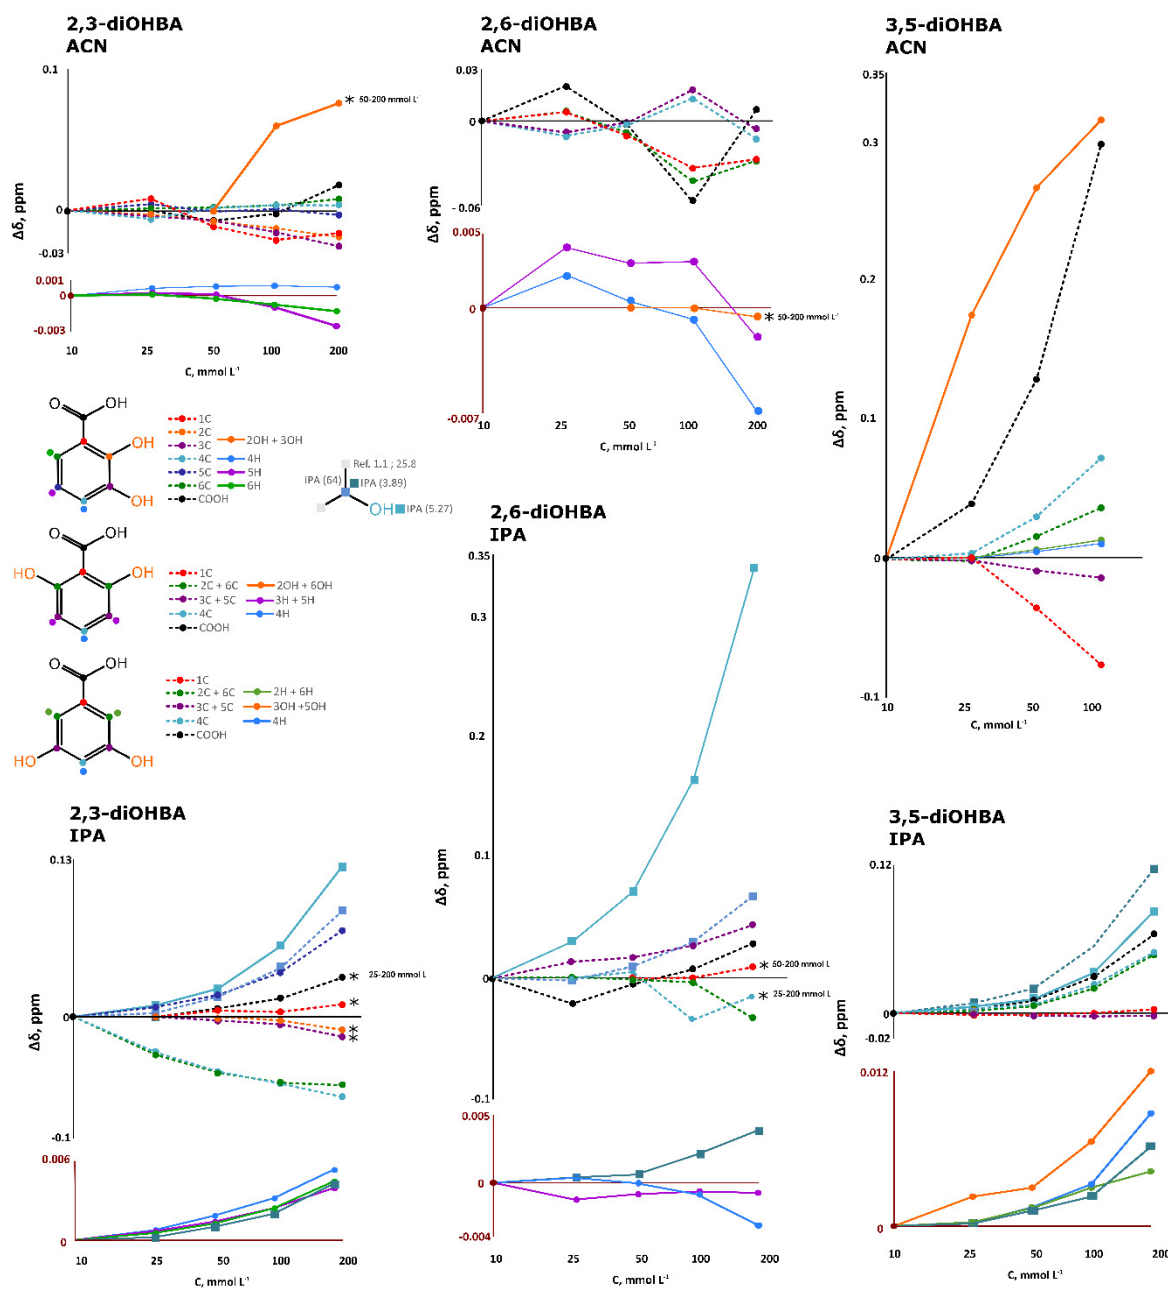 2,3-diOHBA
ACN
0.1
0
-0.03
Δδ, ppm
* 50-200 mmol L⁻
0.001
0
-0.003
10 25 50 100 200
C, mmol L⁻¹
2,6-diOHBA
ACN
0.03
0
-0.06
Δδ, ppm
0.005
0
-0.007
* 50-200 mmol L⁻¹
10 25 50 100 200
C, mmol L⁻¹
3,5-diOHBA
ACN
0.35
0.3
0.2
0.1
0
-0.1
Δδ, ppm
10 25 50 100
C, mmol L⁻¹
O OH
OH
OH
1C
2C
3C 2OH + 3OH
4C 4H
5C 5H
6C 6H
COOH
Ref. 1.1 ; 25.8
IPA (64) IPA (3.89)
OH IPA (5.27)
O OH
HO OH
1C
2C + 6C 2OH + 6OH
3C + 5C 3H + 5H
4C 4H
COOH
O OH
HO OH
1C
2C + 6C 2H + 6H
3C + 5C 3OH +5OH
4C 4H
COOH
2,6-diOHBA
IPA
0.35
0.3
0.2
0.1
0
-0.1
Δδ, ppm
* 50-200 mmol L
* 25-200 mmol L
0.005
0
-0.004
10 25 50 100 200
C, mmol L⁻¹
2,3-diOHBA
IPA
0.13
0
-0.1
Δδ, ppm
* 25-200 mmol L
*
*
*
0.006
0
10 25 50 100 200
C, mmol L⁻¹
3,5-diOHBA
IPA
0.12
0
-0.02
Δδ, ppm
0.012
0
10 25 50 100 200
C, mmol L⁻¹